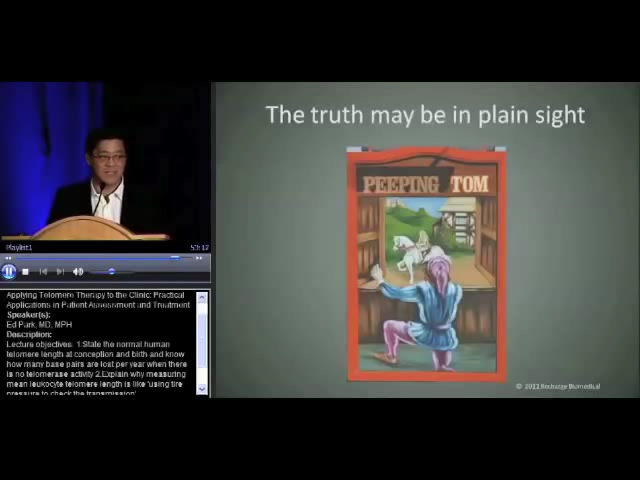 The truth may be in plain sight
PEEPING TOM
Playlist1
Applying Telomere Therapy to the Clinic: Practical
Applications in Patient Assessment and Treatment
Speaker(s):
Ed Park, MD, MPH
Description:
Lecture objectives: 1.State the normal human
telomere length at conception and birth and know
how many base pairs are lost per year when there
is no telomerase activity 2.Explain why measuring
mean leukocyte telomere length is like 'using tire
pressure to check the transmission'
© 2011 Recharge Biomedical